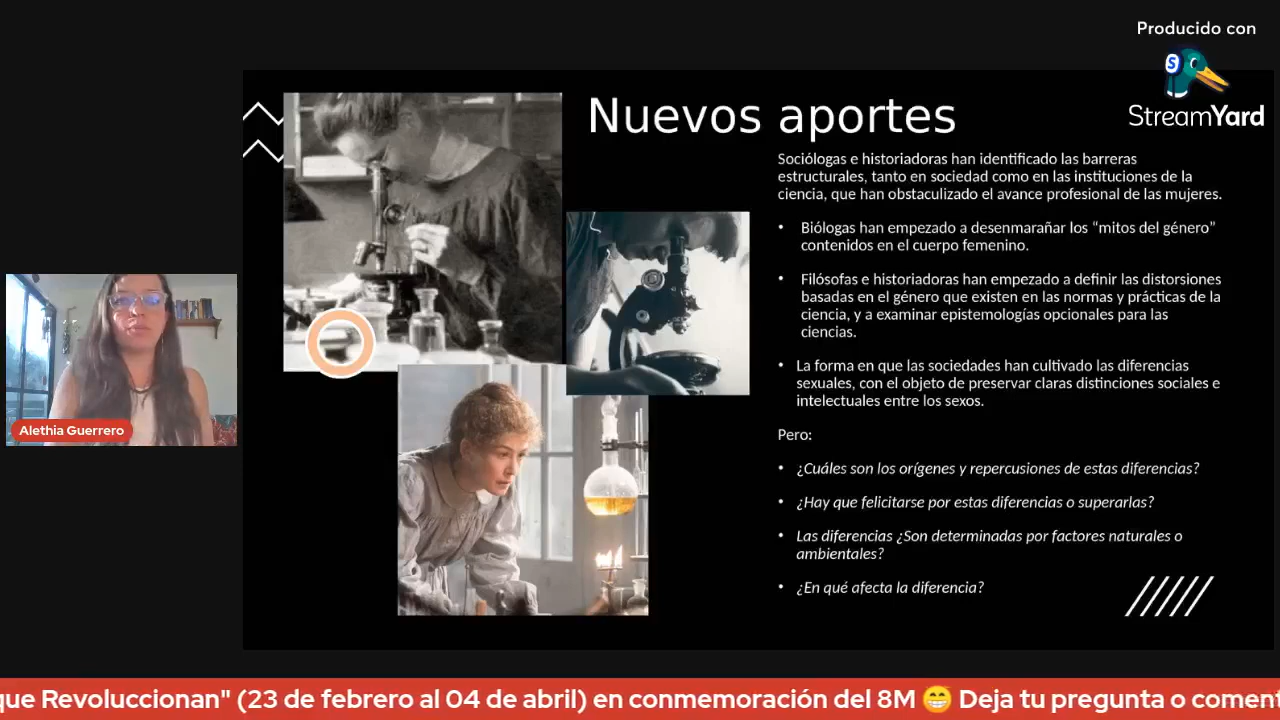 Producido con
StreamYard
Nuevos aportes
Sociólogas e historiadoras han identificado las barreras
estructurales, tanto en sociedad como en las instituciones de la
ciencia, que han obstaculizado el avance profesional de las mujeres.
• Biólogas han empezado a desenmarañar los “mitos del género”
contenidos en el cuerpo femenino.
• Filósofas e historiadoras han empezado a definir las distorsiones
basadas en el género que existen en las normas y prácticas de la
ciencia, y a examinar epistemologías opcionales para las
ciencias.
• La forma en que las sociedades han cultivado las diferencias
sexuales, con el objeto de preservar claras distinciones sociales e
intelectuales entre los sexos.
Pero:
• ¿Cuáles son los orígenes y repercusiones de estas diferencias?
• ¿Hay que felicitarse por estas diferencias o superarlas?
• Las diferencias ¿Son determinadas por factores naturales o
ambientales?
• ¿En qué afecta la diferencia?
Alethia Guerrero
que Revoluccionan" (23 de febrero al 04 de abril) en conmemoración del 8M 😁 Deja tu pregunta o coment